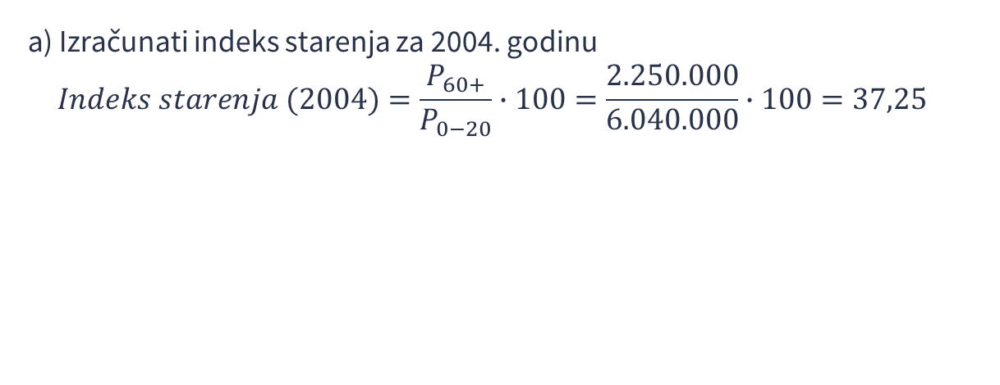 a) Izračunati indeks starenja za 2004. godinu
Indeks starenja (2004) = P₆₀₊ / P₀₋₂₀ · 100 = 2.250.000 / 6.040.000 · 100 = 37,25